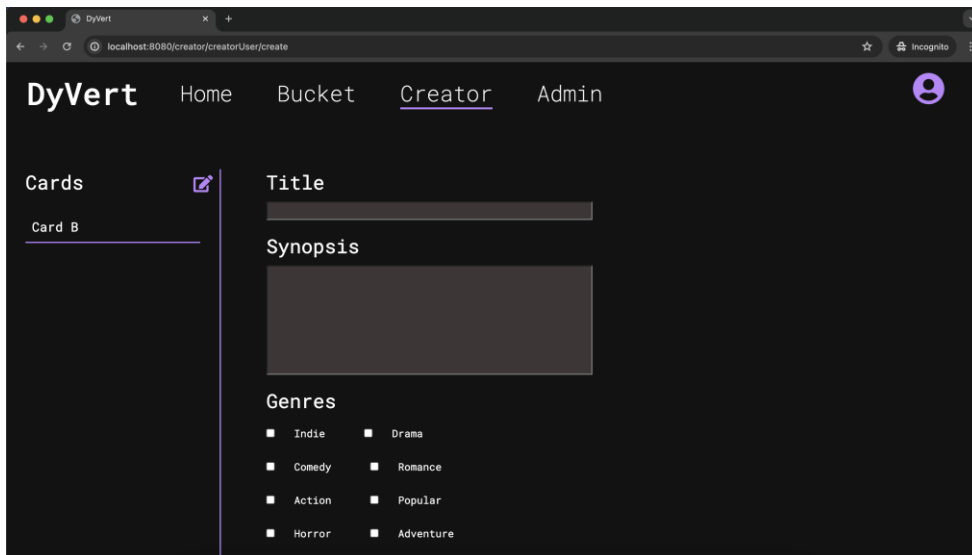 DyVert
localhost:8080/creator/creatorUser/create
Incognito
DyVert Home Bucket Creator Admin
Cards
Card B
Title
Synopsis
Genres
Indie Drama
Comedy Romance
Action Popular
Horror Adventure